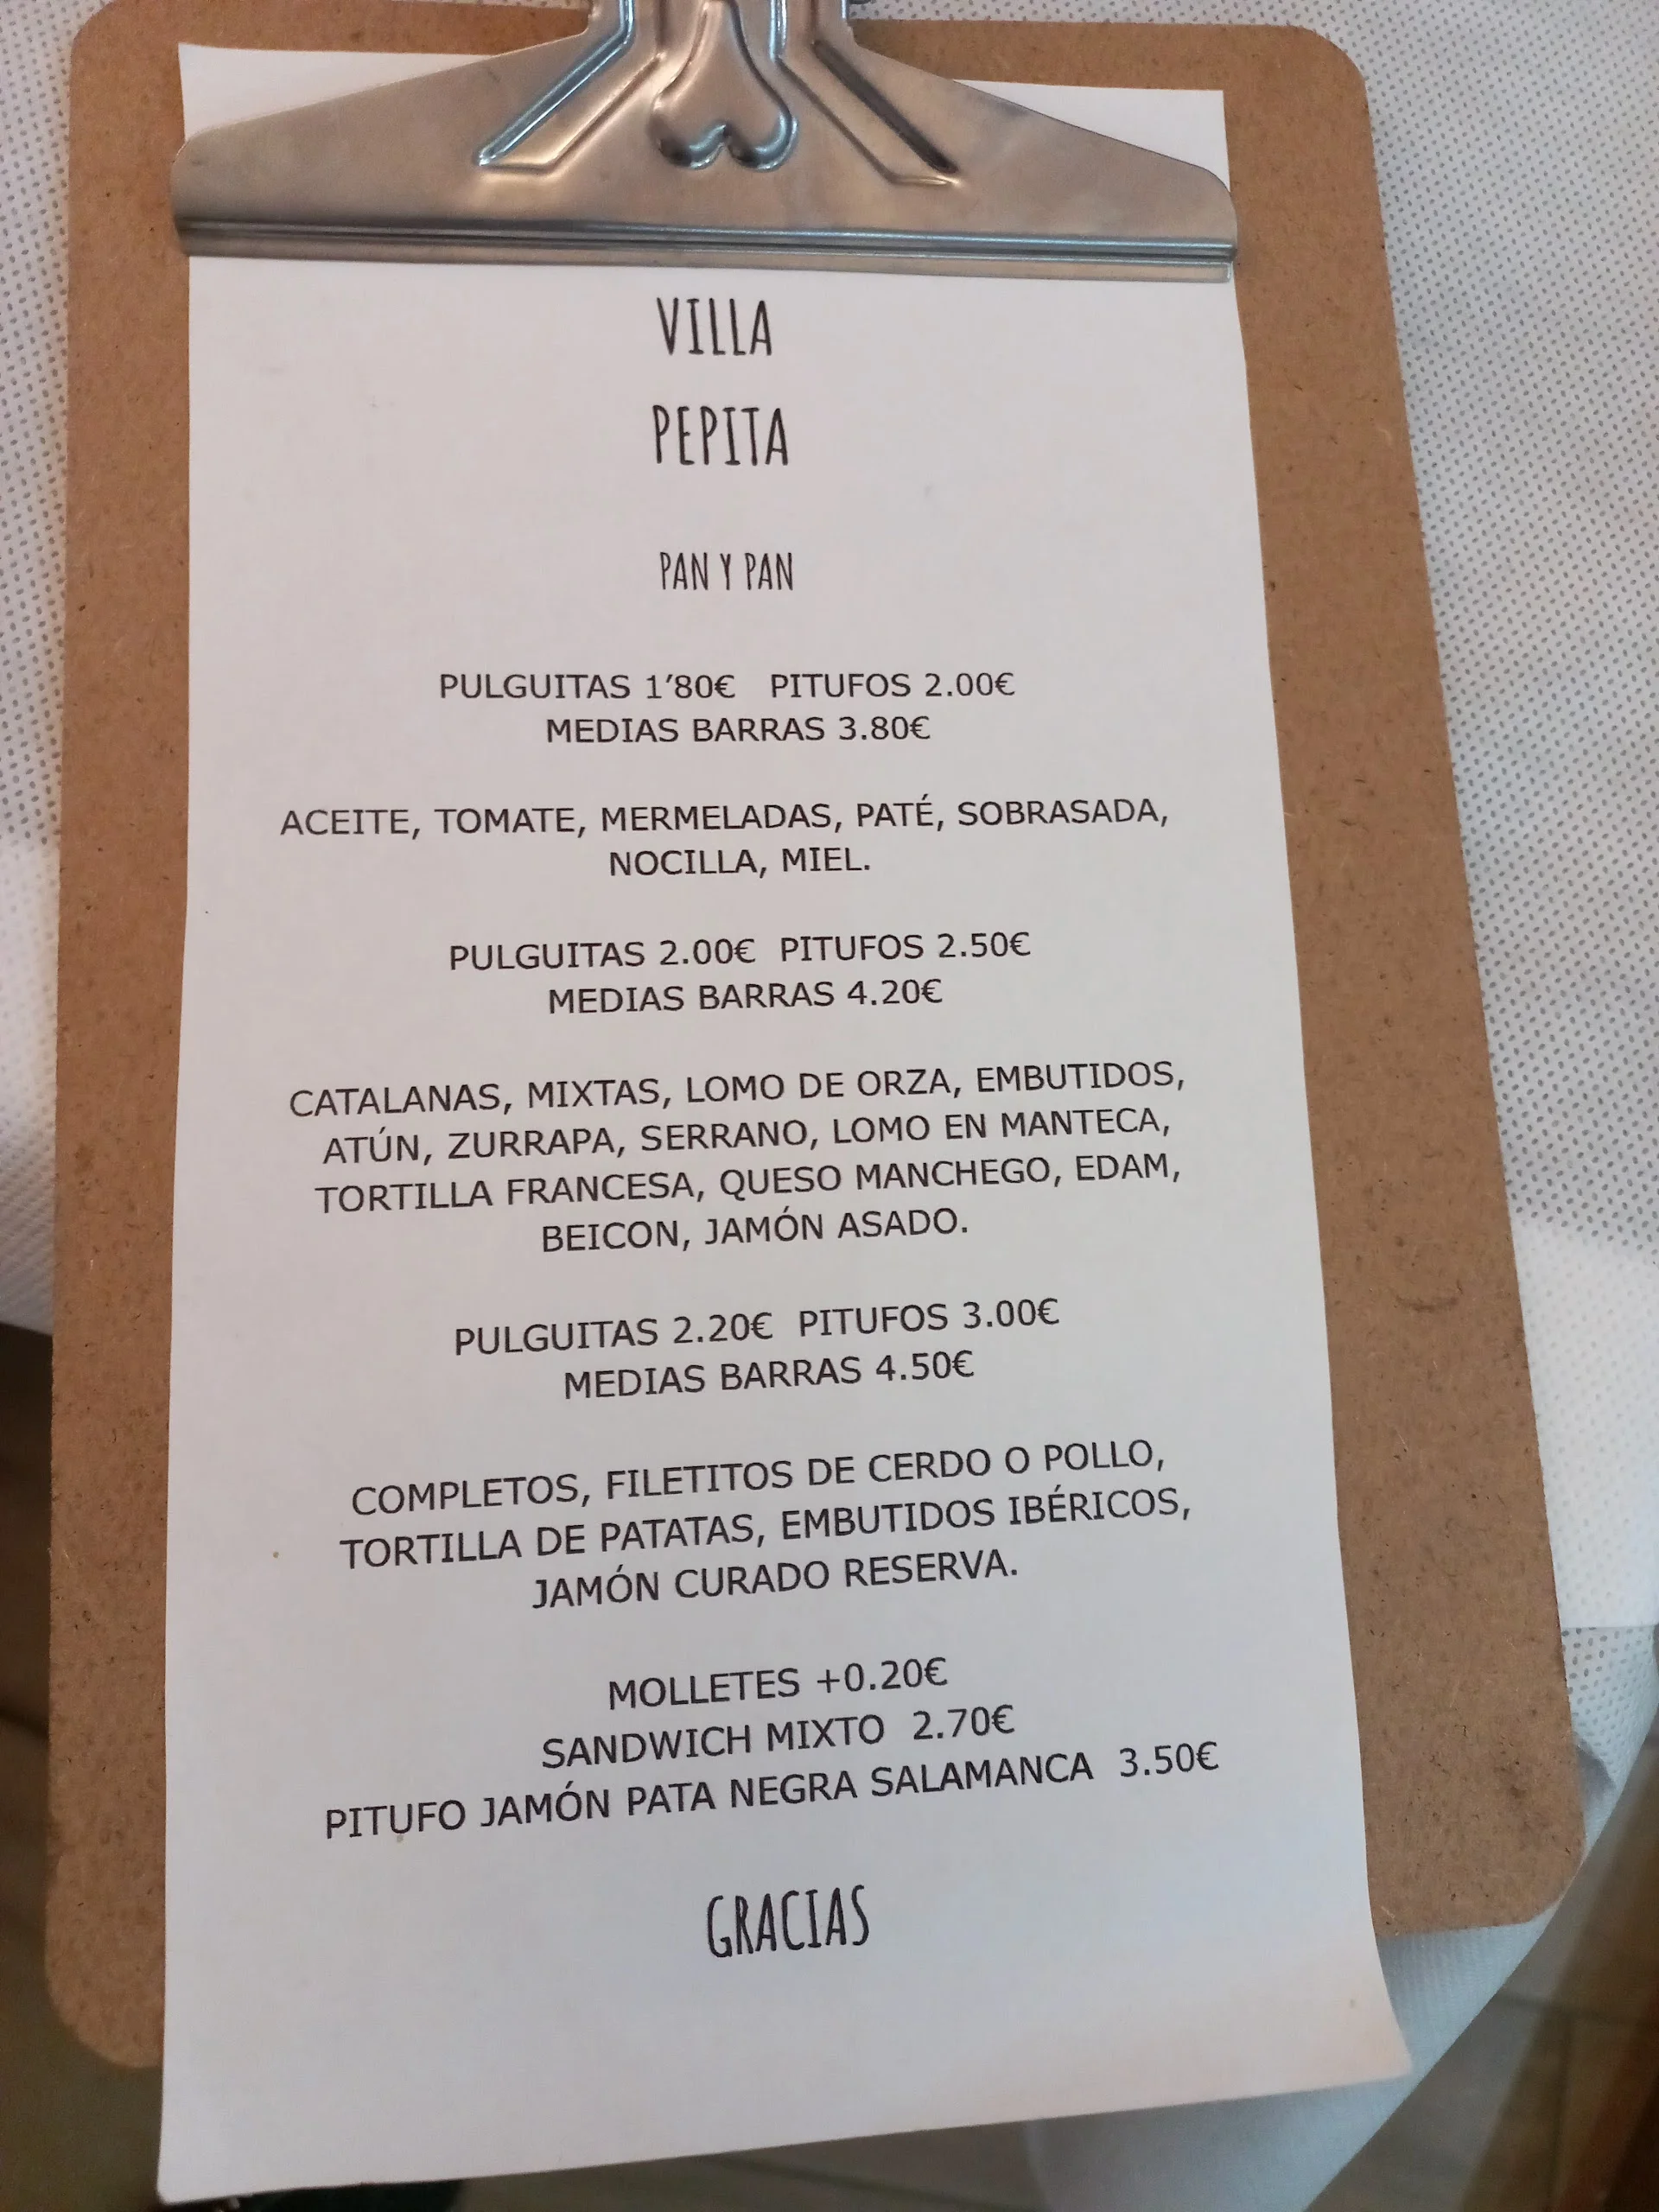 VILLA
PEPITA
PAN Y PAN
PULGUITAS 1'80€ PITUFOS 2.00€
MEDIAS BARRAS 3.80€
ACEITE, TOMATE, MERMELADAS, PATÉ, SOBRASADA,
NOCILLA, MIEL.
PULGUITAS 2.00€ PITUFOS 2.50€
MEDIAS BARRAS 4.20€
CATALANAS, MIXTAS, LOMO DE ORZA, EMBUTIDOS,
ATÚN, ZURRAPA, SERRANO, LOMO EN MANTECA,
TORTILLA FRANCESA, QUESO MANCHEGO, EDAM,
BEICON, JAMÓN ASADO.
PULGUITAS 2.20€ PITUFOS 3.00€
MEDIAS BARRAS 4.50€
COMPLETOS, FILETITOS DE CERDO O POLLO,
TORTILLA DE PATATAS, EMBUTIDOS IBÉRICOS,
JAMÓN CURADO RESERVA.
MOLLETES +0.20€
SANDWICH MIXTO 2.70€
PITUFO JAMÓN PATA NEGRA SALAMANCA 3.50€
GRACIAS